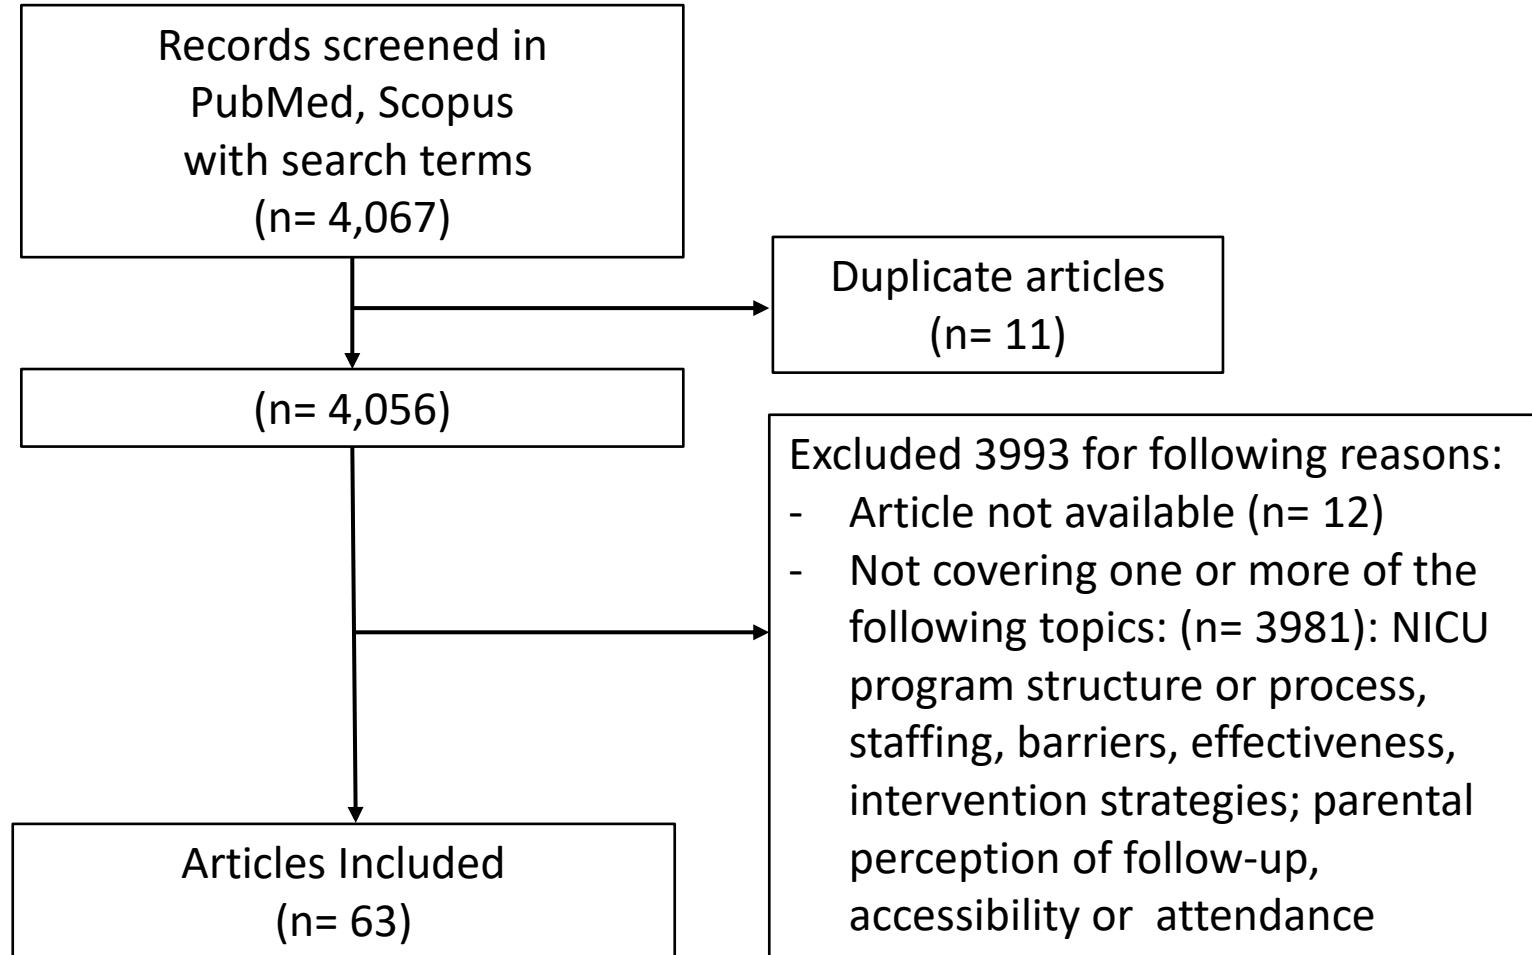 Records screened in
PubMed, Scopus
with search terms
(n= 4,067)
Duplicate articles
(n= 11)
(n= 4,056)
Excluded 3993 for following reasons:
- Article not available (n= 12)
- Not covering one or more of the
following topics: (n= 3981): NICU
program structure or process,
staffing, barriers, effectiveness,
intervention strategies; parental
perception of follow-up,
accessibility or attendance
Articles Included
(n= 63)